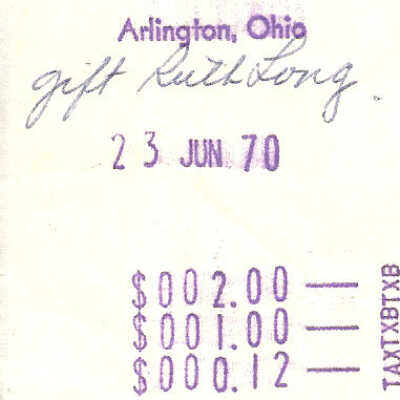 Arlington, Ohio
gift Ruth Long.
23 JUN 70
$002.00 —
$001.00 —
$000.12 —
TAXTXBTXB